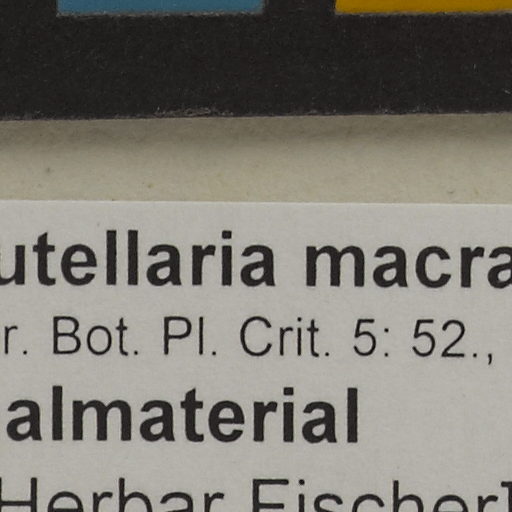 utellaria macra
r. Bot. Pl. Crit. 5: 52.,
almaterial
Herbar Fischer